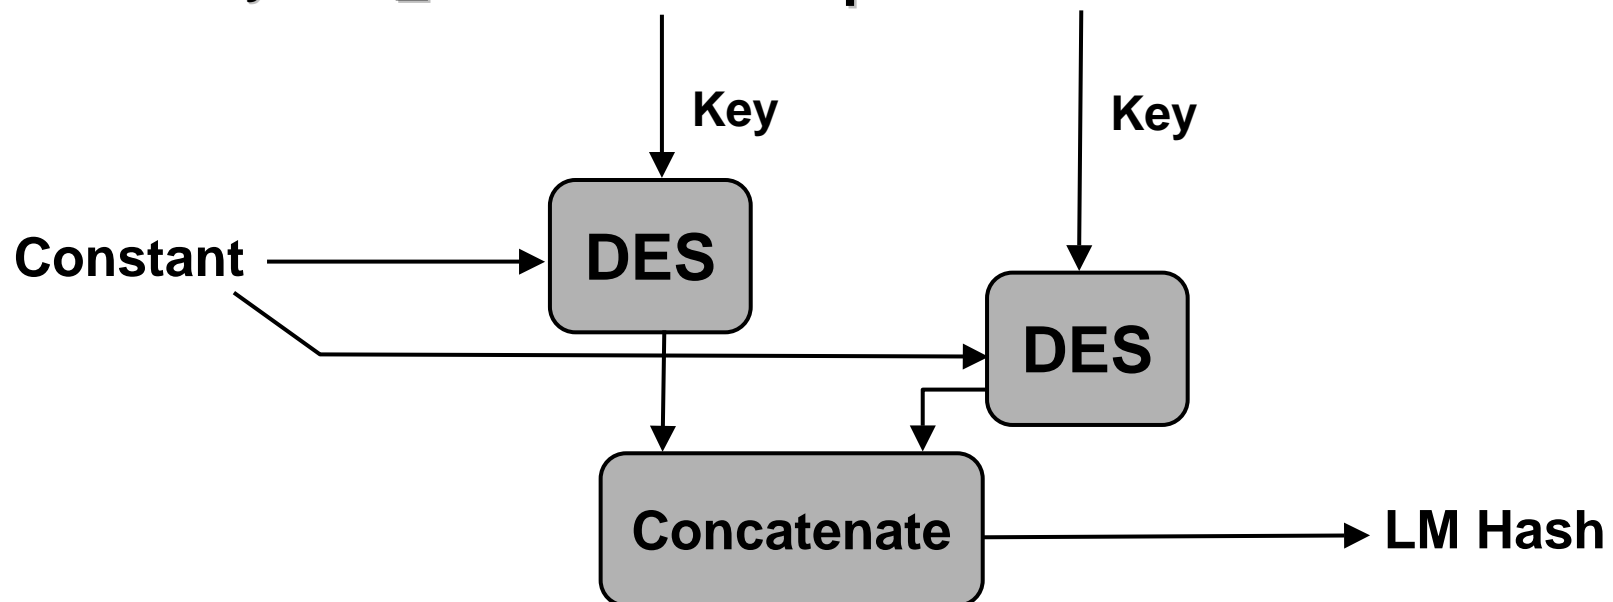 Key
Key
Constant
DES
DES
Concatenate
LM Hash